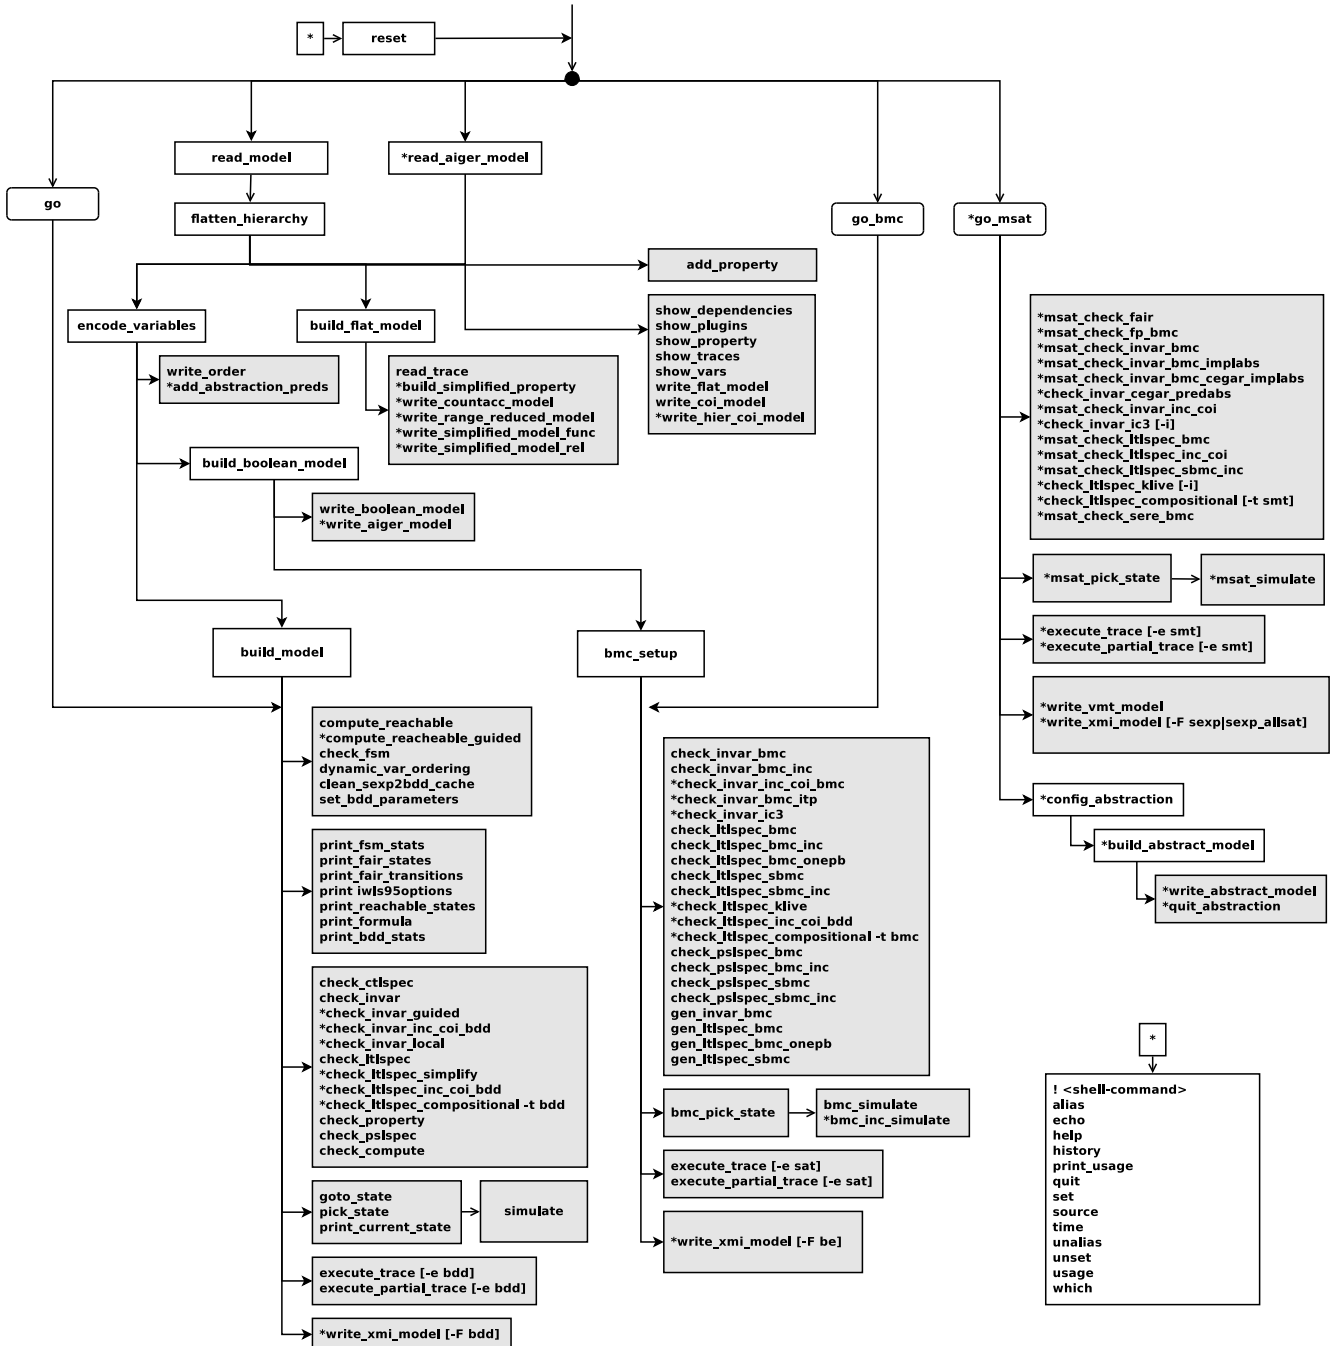 *
reset
read_model
*read_aiger_model
go
flatten_hierarchy
go_bmc
*go_msat
add_property
encode_variables
build_flat_model
show_dependencies
show_plugins
show_property
show_traces
show_vars
write_flat_model
write_coi_model
*write_hier_coi_model
write_order
*add_abstraction_preds
read_trace
*build_simplified_property
*write_countacc_model
*write_range_reduced_model
*write_simplified_model_func
*write_simplified_model_rel
*msat_check_fair
*msat_check_fp_bmc
*msat_check_invar_bmc
*msat_check_invar_bmc_implabs
*msat_check_invar_bmc_cegar_implabs
*check_invar_cegar_predabs
*msat_check_invar_inc_coi
*check_invar_ic3 [-i]
*msat_check_ltlspec_bmc
*msat_check_ltlspec_inc_coi
*msat_check_ltlspec_sbmc_inc
*check_ltlspec_klive [-i]
*check_ltlspec_compositional [-t smt]
*msat_check_sere_bmc
build_boolean_model
write_boolean_model
*write_aiger_model
*msat_pick_state
*msat_simulate
build_model
bmc_setup
*execute_trace [-e smt]
*execute_partial_trace [-e smt]
*write_vmt_model
*write_xmi_model [-F sexp|sexp_allsat]
compute_reachable
*compute_reacheable_guided
check_fsm
dynamic_var_ordering
clean_sexp2bdd_cache
set_bdd_parameters
check_invar_bmc
check_invar_bmc_inc
*check_invar_inc_coi_bmc
*check_invar_bmc_itp
*check_invar_ic3
check_ltlspec_bmc
check_ltlspec_bmc_inc
check_ltlspec_bmc_onepb
check_ltlspec_sbmc
check_ltlspec_sbmc_inc
*check_ltlspec_klive
*check_ltlspec_inc_coi_bdd
*check_ltlspec_compositional -t bmc
check_pslspec_bmc
check_pslspec_bmc_inc
check_pslspec_sbmc
check_pslspec_sbmc_inc
gen_invar_bmc
gen_ltlspec_bmc
gen_ltlspec_bmc_onepb
gen_ltlspec_sbmc
*config_abstraction
*build_abstract_model
*write_abstract_model
*quit_abstraction
print_fsm_stats
print_fair_states
print_fair_transitions
print iwls95options
print_reachable_states
print_formula
print_bdd_stats
check_ctlspec
check_invar
*check_invar_guided
*check_invar_inc_coi_bdd
*check_invar_local
check_ltlspec
*check_ltlspec_simplify
*check_ltlspec_inc_coi_bdd
*check_ltlspec_compositional -t bdd
check_property
check_pslspec
check_compute
bmc_pick_state
bmc_simulate
*bmc_inc_simulate
execute_trace [-e sat]
execute_partial_trace [-e sat]
*write_xmi_model [-F be]
goto_state
pick_state
print_current_state
simulate
execute_trace [-e bdd]
execute_partial_trace [-e bdd]
*write_xmi_model [-F bdd]
*
! <shell-command>
alias
echo
help
history
print_usage
quit
set
source
time
unalias
unset
usage
which